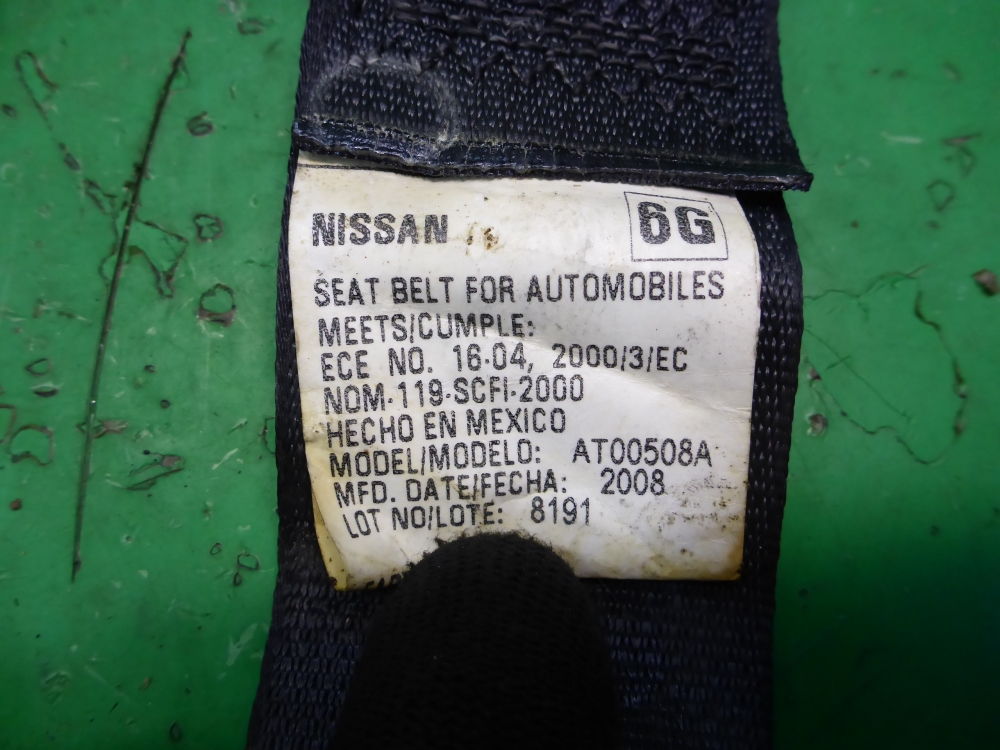 NISSAN
6G
SEAT BELT FOR AUTOMOBILES
MEETS/CUMPLE:
ECE NO. 16-04, 2000/3/EC
NOM-119-SCFI-2000
HECHO EN MEXICO
MODEL/MODELO: AT00508A
MFD. DATE/FECHA: 2008
LOT NO/LOTE: 8191